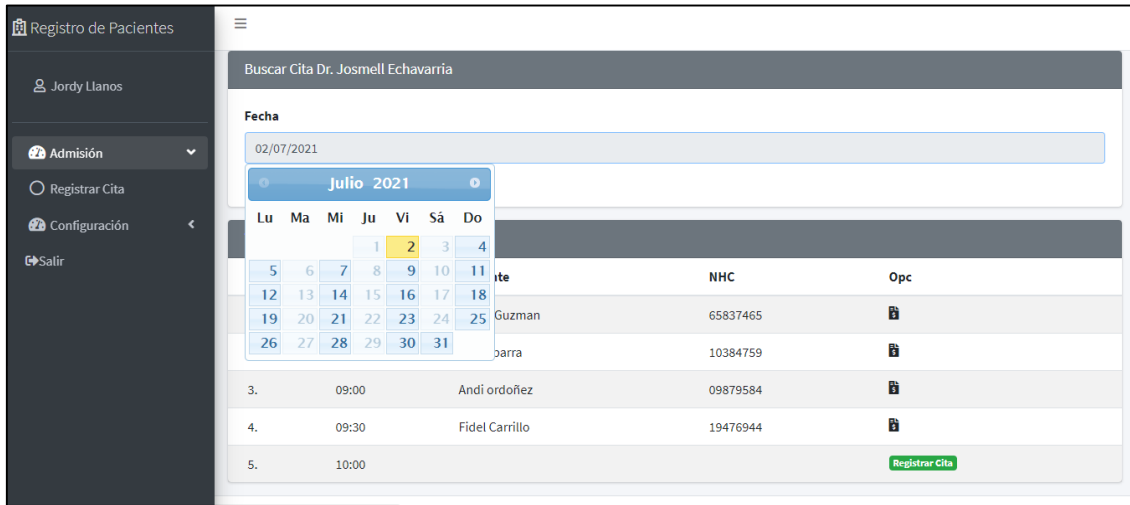 Registro de Pacientes
Jordy Llanos
Admisión
Registrar Cita
Configuración
Salir
Buscar Cita Dr. Josmell Echavarria
Fecha
02/07/2021
Julio 2021
Lu Ma Mi Ju Vi Sá Do
1 2 3 4
5 6 7 8 9 10 11
12 13 14 15 16 17 18
19 20 21 22 23 24 25
26 27 28 29 30 31
NHC Opc
Guzman 65837465
10384759
3. 09:00 Andi ordoñez 09879584
4. 09:30 Fidel Carrillo 19476944
5. 10:00 Registrar Cita